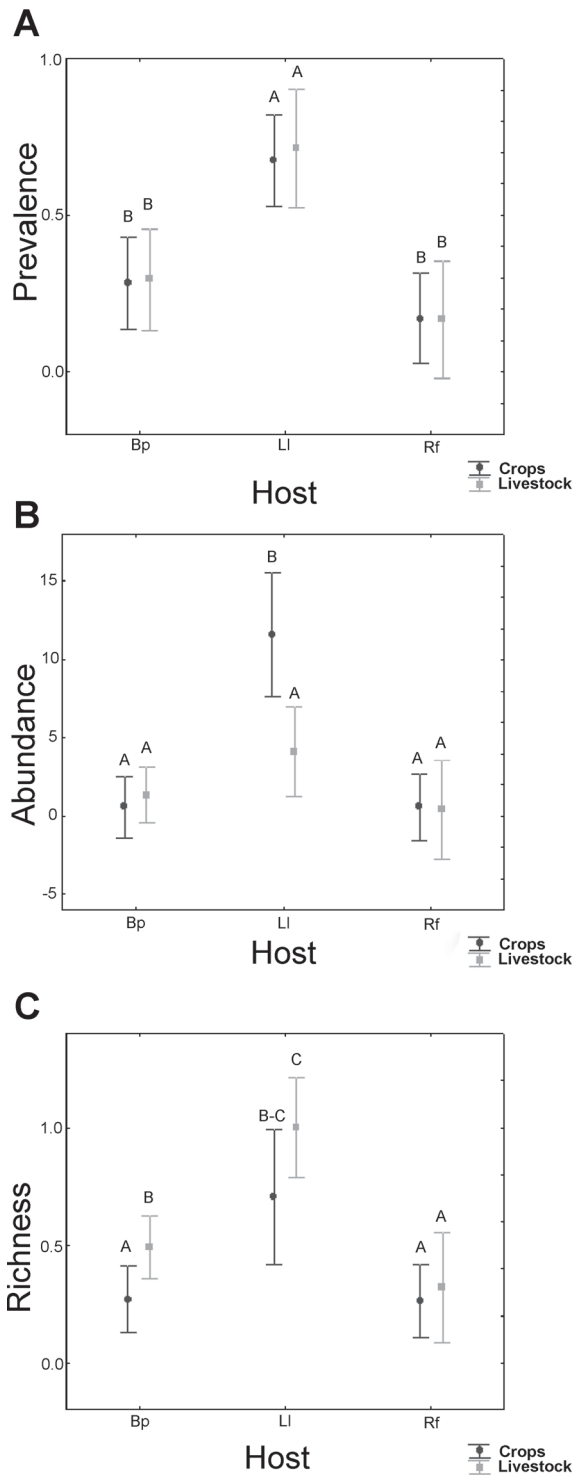 A
1.0
A
A
Prevalence
0.5
B
B
B
B
0.0
Bp
Ll
Rf
Host
Crops
Livestock
B
B
15
Abundance
10
A
5
A
A
A
A
0
-5
Bp
Ll
Rf
Host
Crops
Livestock
C
C
1.0
B-C
Richness
B
A
A
A
0.5
0.0
Bp
Ll
Rf
Host
Crops
Livestock